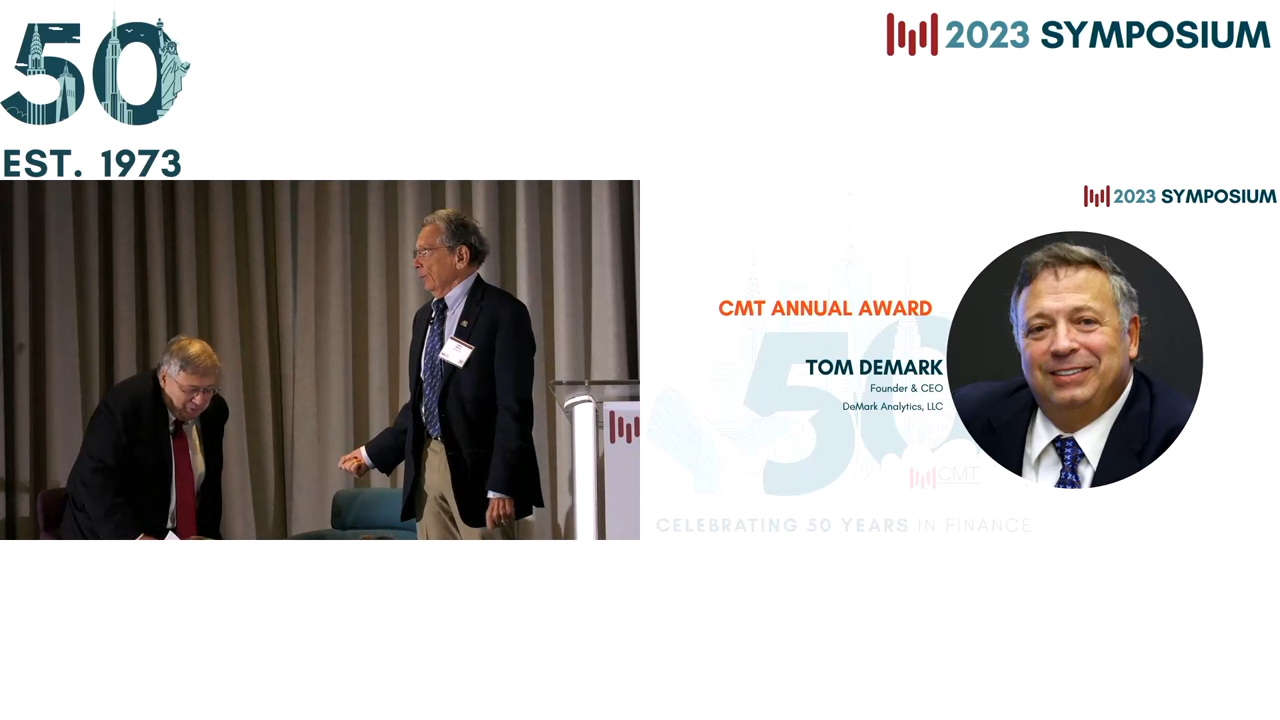 50
EST. 1973
2023 SYMPOSIUM
2023 SYMPOSIUM
CMT ANNUAL AWARD
TOM DEMARK
Founder & CEO
DeMark Analytics, LLC
50
CMT
CELEBRATING 50 YEARS IN FINANCE